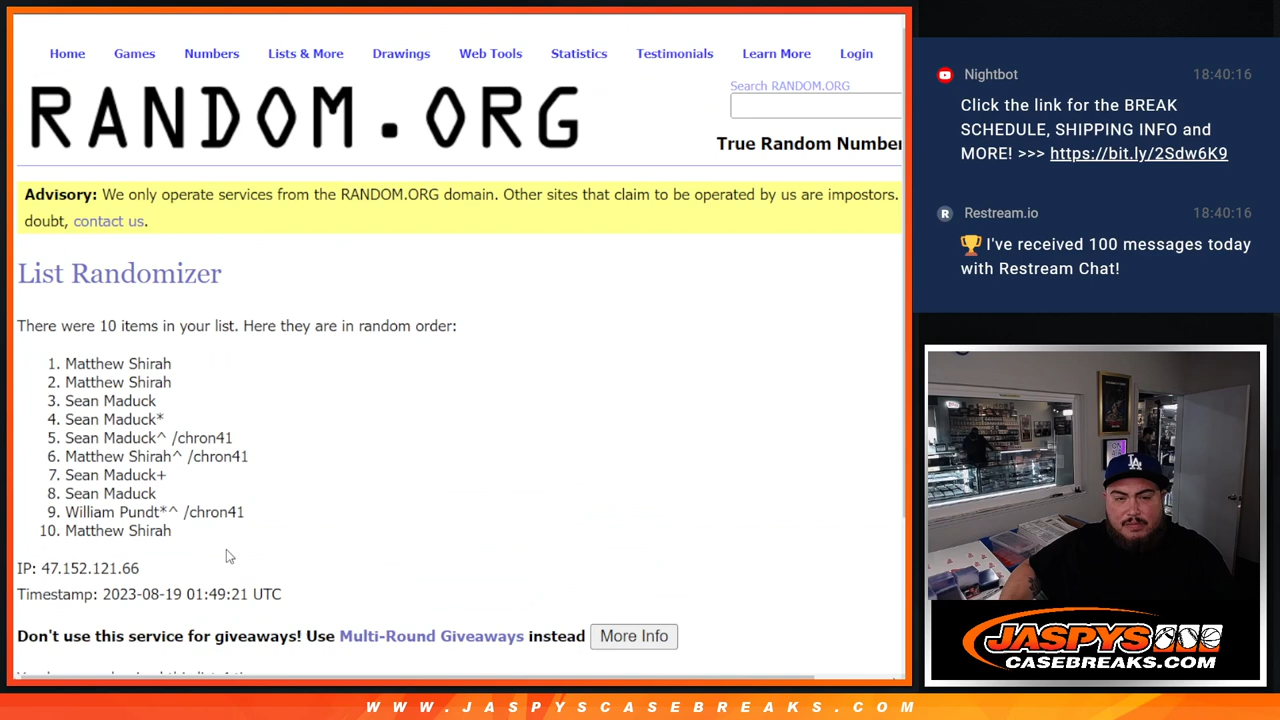 Home Games Numbers Lists & More Drawings Web Tools Statistics Testimonials Learn More Login
Search RANDOM.ORG
RANDOM.ORG
True Random Number
Advisory: We only operate services from the RANDOM.ORG domain. Other sites that claim to be operated by us are impostors.
doubt, contact us.
List Randomizer
There were 10 items in your list. Here they are in random order:
1. Matthew Shirah
2. Matthew Shirah
3. Sean Maduck
4. Sean Maduck*
5. Sean Maduck^ /chron41
6. Matthew Shirah^ /chron41
7. Sean Maduck+
8. Sean Maduck
9. William Pundt*^ /chron41
10. Matthew Shirah
IP: 47.152.121.66
Timestamp: 2023-08-19 01:49:21 UTC
Don't use this service for giveaways! Use Multi-Round Giveaways instead More Info
Nightbot 18:40:16
Click the link for the BREAK
SCHEDULE, SHIPPING INFO and
MORE! >>> https://bit.ly/2Sdw6K9
Restream.io 18:40:16
🏆 I've received 100 messages today
with Restream Chat!
LA
JASPYS
CASEBREAKS.COM
WWW.JASPYSCASEBREAKS.COM